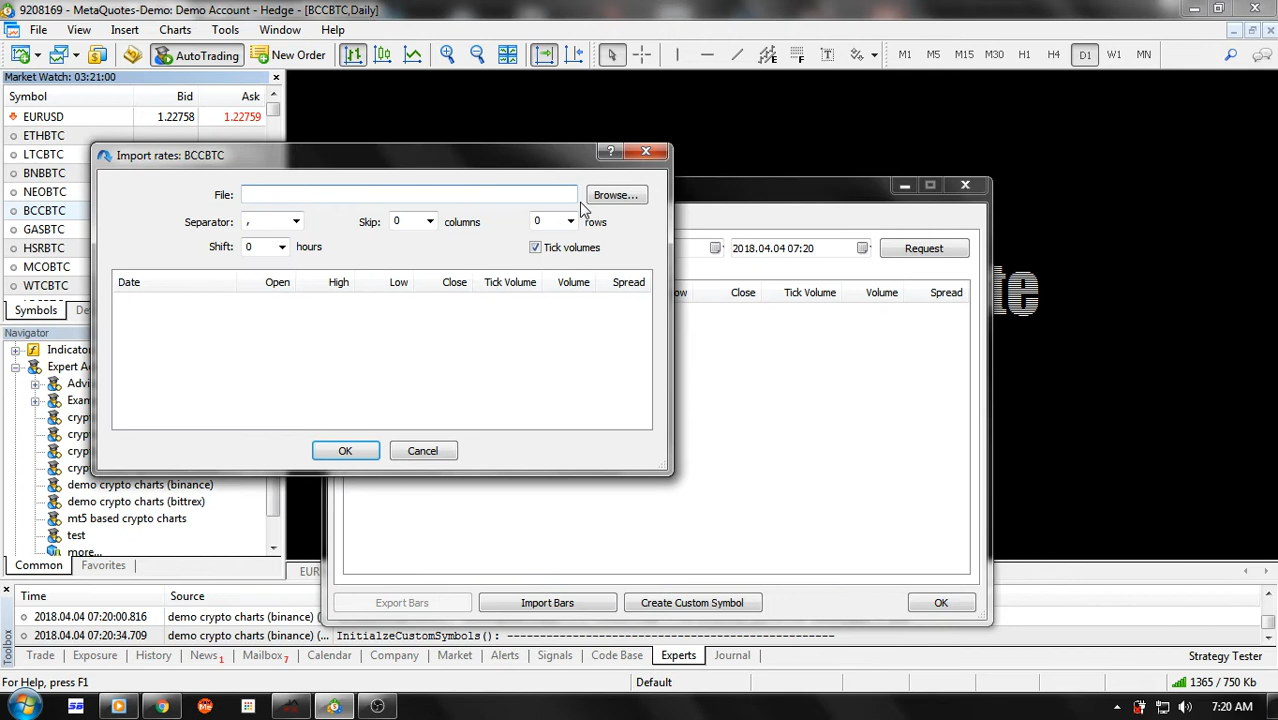 9208169 - MetaQuotes-Demo: Demo Account - Hedge - [BCCBTC,Daily]
File View Insert Charts Tools Window Help
AutoTrading New Order M1 M5 M15 M30 H1 H4 D1 W1 MN
Market Watch: 03:21:00
Symbol Bid Ask
EURUSD 1.22758 1.22759
ETHBTC
LTCBTC
BNBBTC
NEOBTC
BCCBTC
GASBTC
HSRBTC
MCOBTC
WTCBTC
Symbols
Navigator
Common Favorites
demo crypto charts (binance)
demo crypto charts (bittrex)
mt5 based crypto charts
test
more...
Import rates: BCCBTC
File: Browse...
Separator: , Skip: 0 columns 0 rows
Shift: 0 hours Tick volumes
Date Open High Low Close Tick Volume Volume Spread
OK Cancel
2018.04.04 07:20 Request
Close Tick Volume Volume Spread
Export Bars Import Bars Create Custom Symbol OK
Time Source
2018.04.04 07:20:00.816 demo crypto charts (binance) (...
2018.04.04 07:20:34.709 demo crypto charts (binance) (... InitialzeCustomSymbols():
Toolbox
Trade Exposure History News 1 Mailbox 7 Calendar Company Market Alerts Signals Code Base Experts Journal Strategy Tester
For Help, press F1 Default 1365 / 750 Kb
7:20 AM